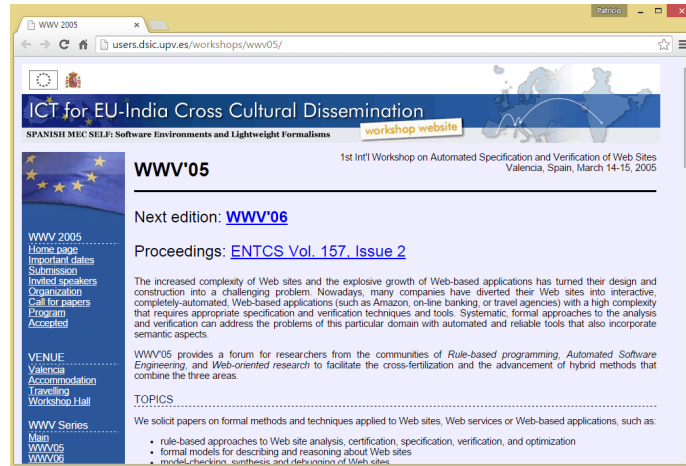 Patricio
WWV 2005
users.dsic.upv.es/workshops/wwv05/
ICT for EU-India Cross Cultural Dissemination
SPANISH MEC SELF: Software Environments and Lightweight Formalisms
workshop website
WWV'05
1st Int'l Workshop on Automated Specification and Verification of Web Sites
Valencia, Spain, March 14-15, 2005
Next edition: WWV'06
Proceedings: ENTCS Vol. 157, Issue 2
WWV 2005
Home page
Important dates
Submission
Invited speakers
Organization
Call for papers
Program
Accepted
VENUE
Valencia
Accommodation
Travelling
Workshop Hall
WWV Series
Main
WWV05
WWV06
The increased complexity of Web sites and the explosive growth of Web-based applications has turned their design and
construction into a challenging problem. Nowadays, many companies have diverted their Web sites into interactive,
completely-automated, Web-based applications (such as Amazon, on-line banking, or travel agencies) with a high complexity
that requires appropriate specification and verification techniques and tools. Systematic, formal approaches to the analysis
and verification can address the problems of this particular domain with automated and reliable tools that also incorporate
semantic aspects.
WWV'05 provides a forum for researchers from the communities of Rule-based programming, Automated Software
Engineering, and Web-oriented research to facilitate the cross-fertilization and the advancement of hybrid methods that
combine the three areas.
TOPICS
We solicit papers on formal methods and techniques applied to Web sites, Web services or Web-based applications, such as:
• rule-based approaches to Web site analysis, certification, specification, verification, and optimization
• formal models for describing and reasoning about Web sites
• model-checking, synthesis and debugging of Web sites